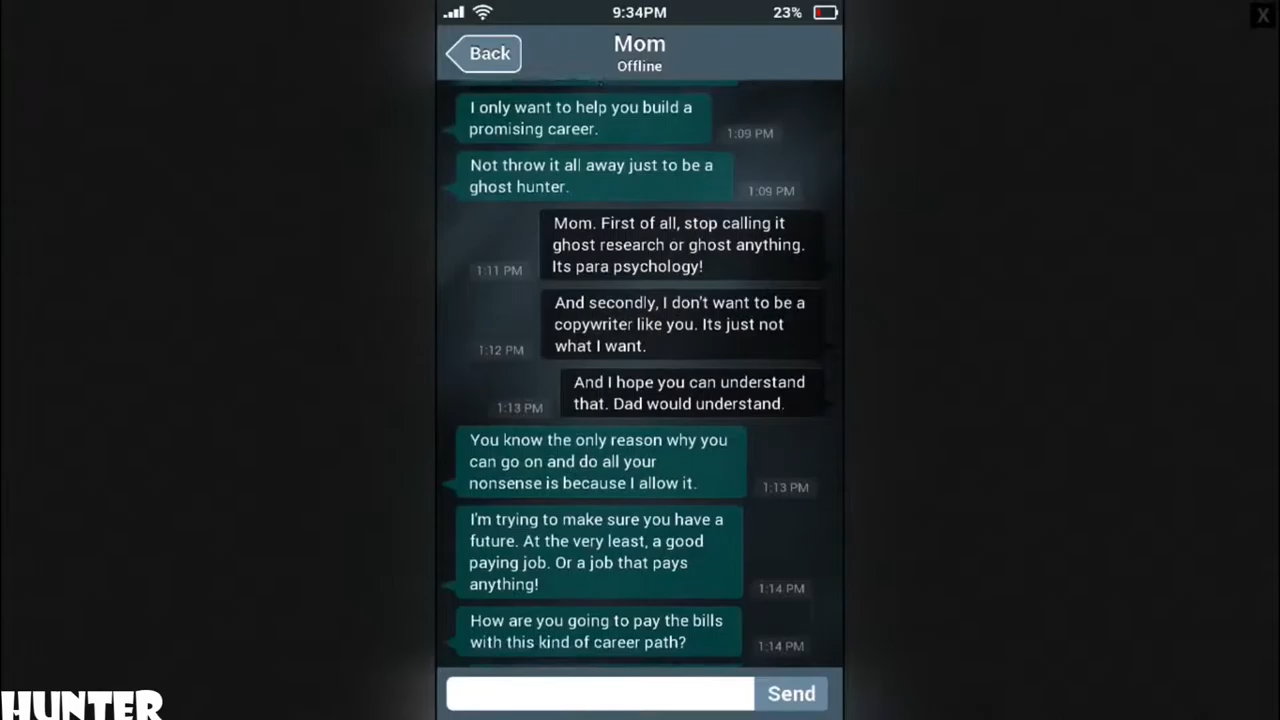 9:34PM
23%
X
Back
Mom
Offline
I only want to help you build a
promising career.
1:09 PM
Not throw it all away just to be a
ghost hunter.
1:09 PM
Mom. First of all, stop calling it
ghost research or ghost anything.
Its para psychology!
1:11 PM
And secondly, I don't want to be a
copywriter like you. Its just not
what I want.
1:12 PM
And I hope you can understand
that. Dad would understand.
1:13 PM
You know the only reason why you
can go on and do all your
nonsense is because I allow it.
1:13 PM
I'm trying to make sure you have a
future. At the very least, a good
paying job. Or a job that pays
anything!
1:14 PM
How are you going to pay the bills
with this kind of career path?
1:14 PM
Send
HUNTER